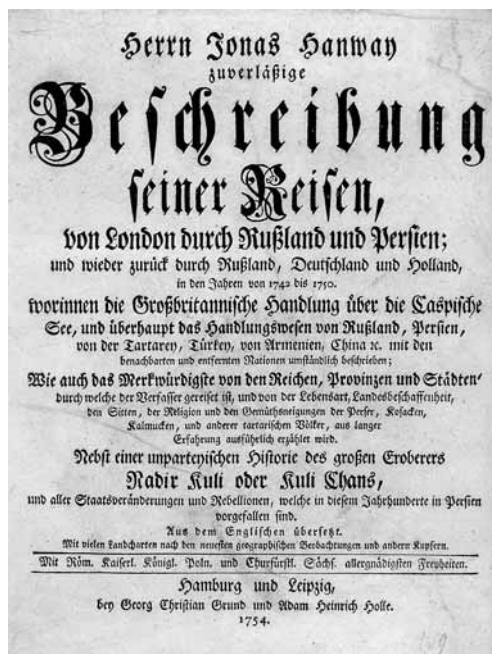 Herrn Jonas Hanway
zuverläßige
Beschreibung
seiner Reisen,
von London durch Rußland und Persien;
und wieder zurück durch Rußland, Deutschland und Holland,
in den Jahren von 1742 bis 1750.
worinnen die Großbritannische Handlung über die Caspische
See, und überhaupt das Handlungswesen von Rußland, Persien,
von der Tartarey, Türkey, von Armenien, China ꝛc. mit den
benachbarten und entfernten Nationen umständlich beschrieben;
Wie auch das Merkwürdigste von den Reichen, Provinzen und Städten
durch welche der Verfasser gereiset ist, und von der Lebensart, Landesbeschaffenheit,
den Sitten, der Religion und den Gemüthsneigungen der Perser, Kosacken,
Kalmucken, und anderer tartarischen Völker, aus langer
Erfahrung ausführlich erzählet wird.
Nebst einer unparteyischen Historie des großen Eroberers
Nadir Kuli oder Kuli Chans,
und aller Staatsveränderungen und Rebellionen, welche in diesem Jahrhunderte in Persien
vorgefallen sind.
Aus dem Englischen übersetzt.
Mit vielen Landcharten nach den neuesten geographischen Beobachtungen und andern Kupfern.
Mit Röm. Kaiserl. Königl. Poln. und Churfürstl. Sächs. allergnädigsten Freyheiten.
Hamburg und Leipzig,
bey Georg Christian Grund und Adam Heinrich Holle.
1754.